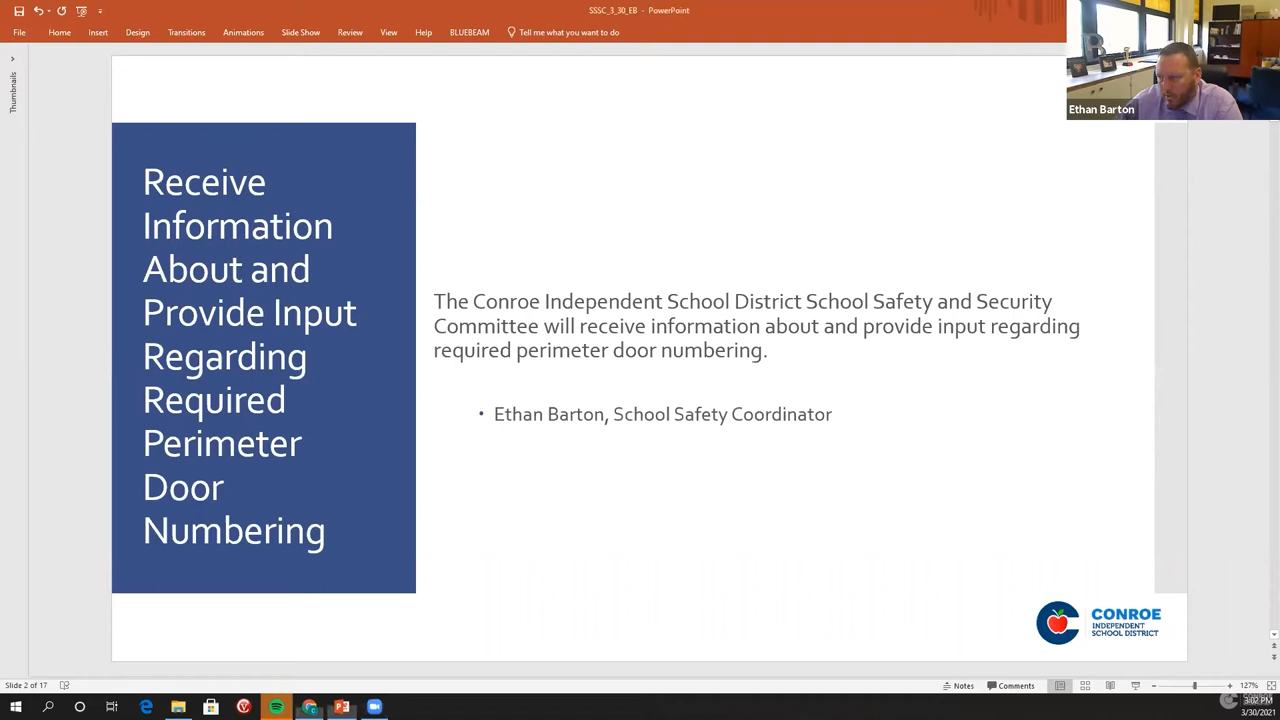 SSSC_3_30_EB - PowerPoint
File Home Insert Design Transitions Animations Slide Show Review View Help BLUEBEAM Tell me what you want to do
Thumbnails
Ethan Barton
Receive
Information
About and
Provide Input
Regarding
Required
Perimeter
Door
Numbering
The Conroe Independent School District School Safety and Security
Committee will receive information about and provide input regarding
required perimeter door numbering.
• Ethan Barton, School Safety Coordinator
CONROE
INDEPENDENT
SCHOOL DISTRICT
Slide 2 of 17
Notes Comments 127%
3:02 PM
3/30/2021